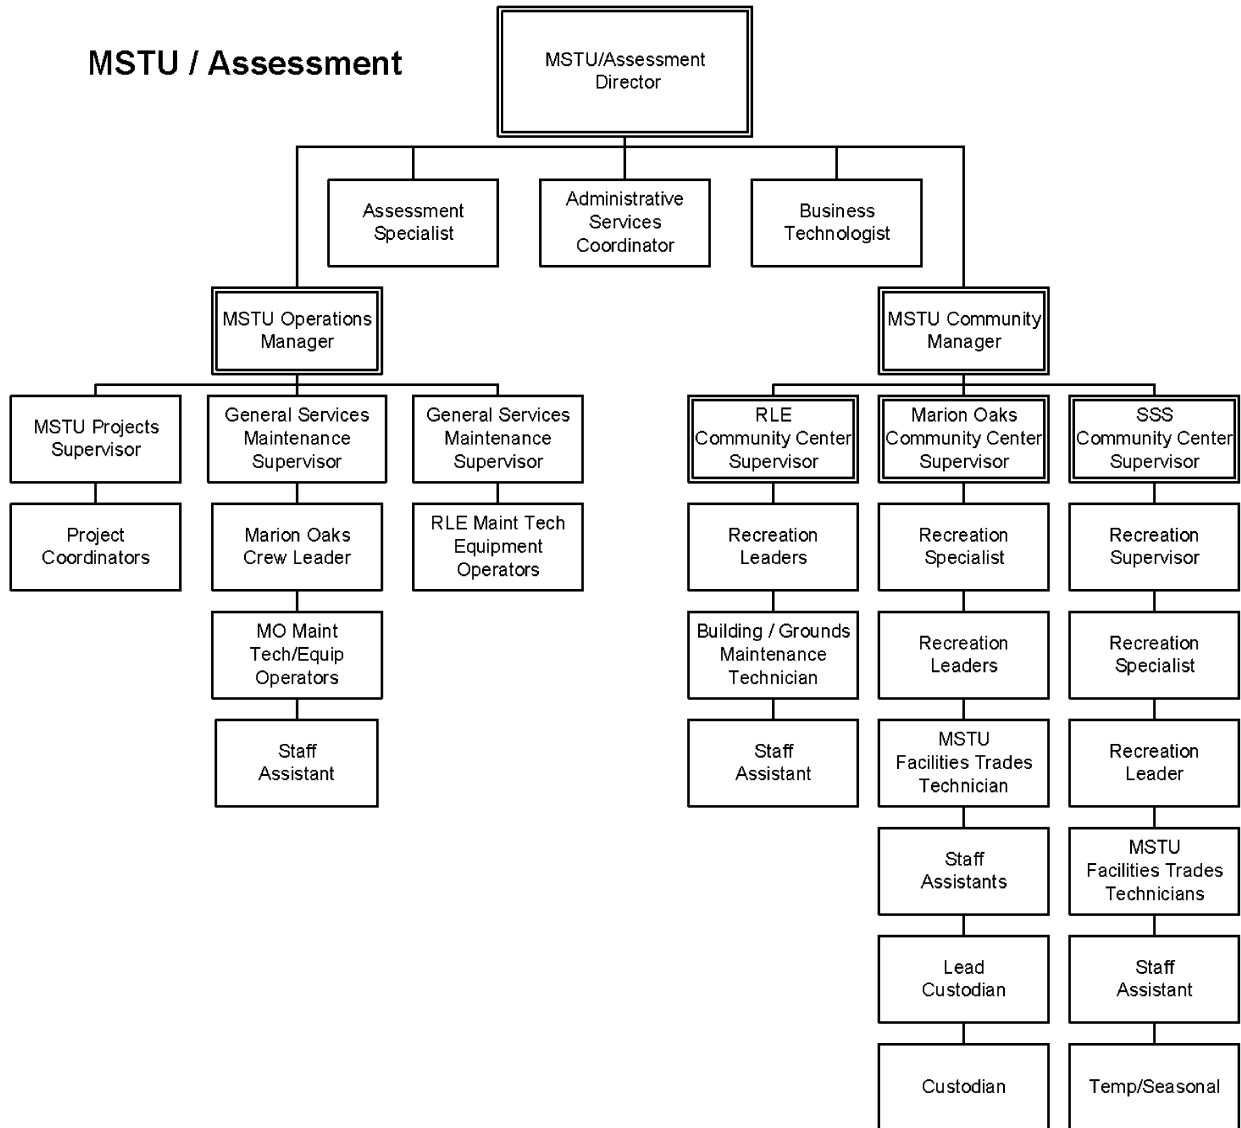 MSTU / Assessment
MSTU/Assessment
Director
Assessment
Specialist
Administrative
Services
Coordinator
Business
Technologist
MSTU Operations
Manager
MSTU Community
Manager
MSTU Projects
Supervisor
General Services
Maintenance
Supervisor
General Services
Maintenance
Supervisor
RLE
Community Center
Supervisor
Marion Oaks
Community Center
Supervisor
SSS
Community Center
Supervisor
Project
Coordinators
Marion Oaks
Crew Leader
RLE Maint Tech
Equipment
Operators
Recreation
Leaders
Recreation
Specialist
Recreation
Supervisor
MO Maint
Tech/Equip
Operators
Building / Grounds
Maintenance
Technician
Recreation
Leaders
Recreation
Specialist
Staff
Assistant
Staff
Assistant
MSTU
Facilities Trades
Technician
Recreation
Leader
Staff
Assistants
MSTU
Facilities Trades
Technicians
Lead
Custodian
Staff
Assistant
Custodian
Temp/Seasonal